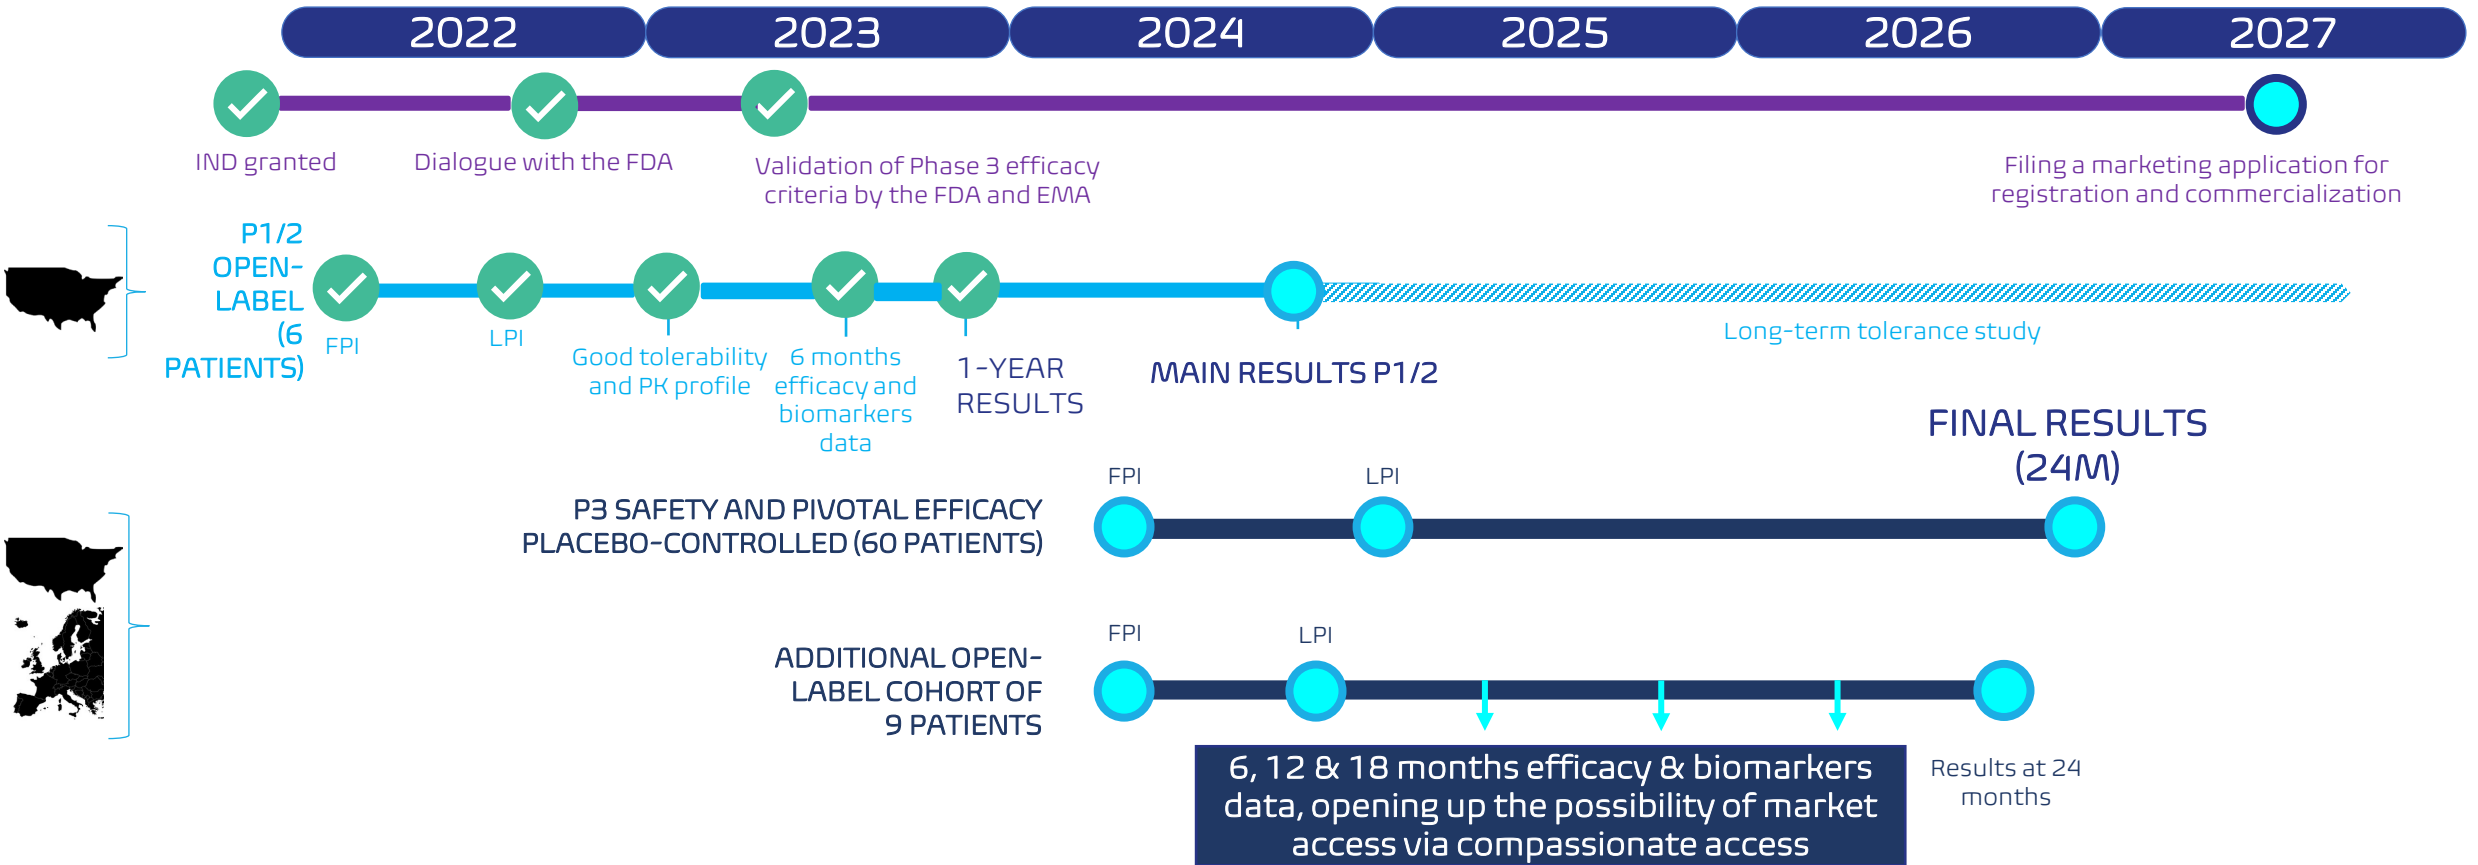 2022
2023
2024
2025
2026
2027
IND granted
Dialogue with the FDA
Validation of Phase 3 efficacy
criteria by the FDA and EMA
Filing a marketing application for
registration and commercialization
P1/2
OPEN-
LABEL
(6
PATIENTS)
FPI
LPI
Good tolerability
and PK profile
6 months
efficacy and
biomarkers
data
1-YEAR
RESULTS
MAIN RESULTS P1/2
Long-term tolerance study
P3 SAFETY AND PIVOTAL EFFICACY
PLACEBO-CONTROLLED (60 PATIENTS)
FPI
LPI
FINAL RESULTS
(24M)
ADDITIONAL OPEN-
LABEL COHORT OF
9 PATIENTS
FPI
LPI
6, 12 & 18 months efficacy & biomarkers
data, opening up the possibility of market
access via compassionate access
Results at 24
months